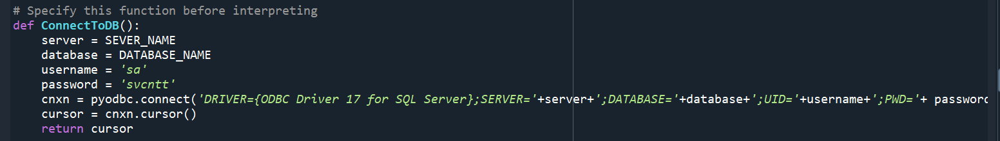 # Specify this function before interpreting
def ConnectToDB():
    server = SEVER_NAME
    database = DATABASE_NAME
    username = 'sa'
    password = 'svcntt'
    cnxn = pyodbc.connect('DRIVER={ODBC Driver 17 for SQL Server};SERVER='+server+';DATABASE='+database+';UID='+username+';PWD='+ password
    cursor = cnxn.cursor()
    return cursor